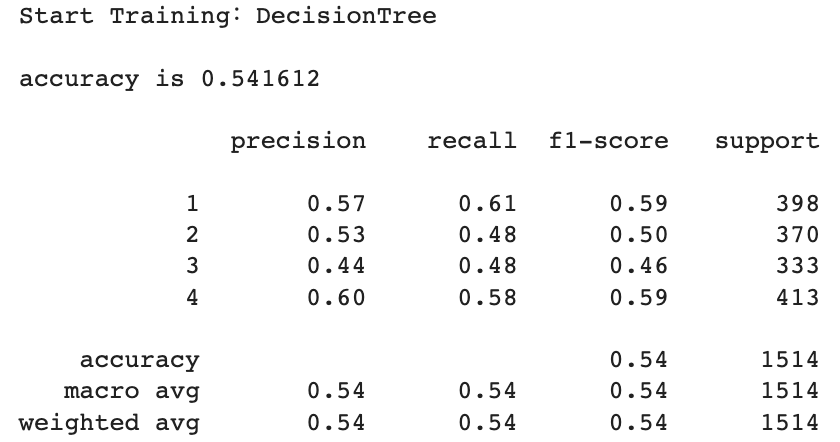 Start Training: DecisionTree
accuracy is 0.541612
precision recall f1-score support
1 0.57 0.61 0.59 398
2 0.53 0.48 0.50 370
3 0.44 0.48 0.46 333
4 0.60 0.58 0.59 413
accuracy 0.54 1514
macro avg 0.54 0.54 0.54 1514
weighted avg 0.54 0.54 0.54 1514